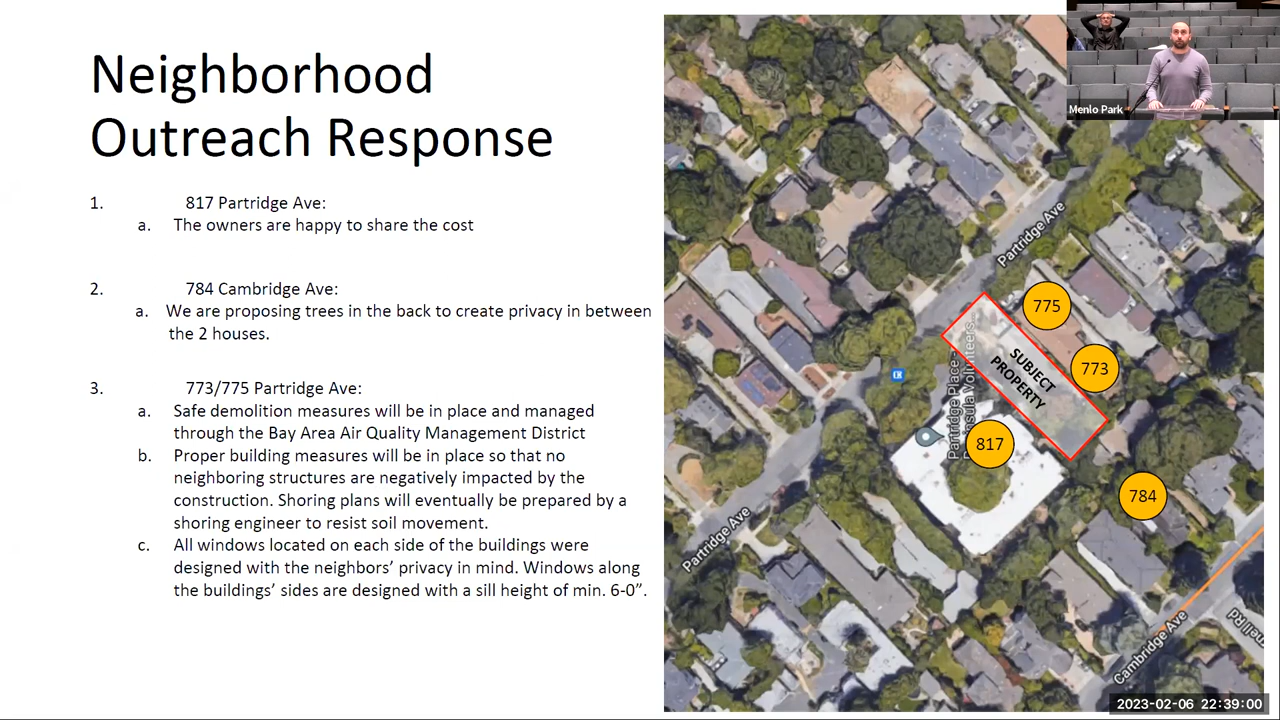 Neighborhood
Outreach Response
1. 817 Partridge Ave:
a. The owners are happy to share the cost
2. 784 Cambridge Ave:
a. We are proposing trees in the back to create privacy in between
the 2 houses.
3. 773/775 Partridge Ave:
a. Safe demolition measures will be in place and managed
through the Bay Area Air Quality Management District
b. Proper building measures will be in place so that no
neighboring structures are negatively impacted by the
construction. Shoring plans will eventually be prepared by a
shoring engineer to resist soil movement.
c. All windows located on each side of the buildings were
designed with the neighbors’ privacy in mind. Windows along
the buildings’ sides are designed with a sill height of min. 6-0”.
Menlo Park
Partridge Ave
775
SUBJECT
PROPERTY
773
Partridge Place -
817
784
Partridge Ave
Cambridge Ave
2023-02-06 22:39:00